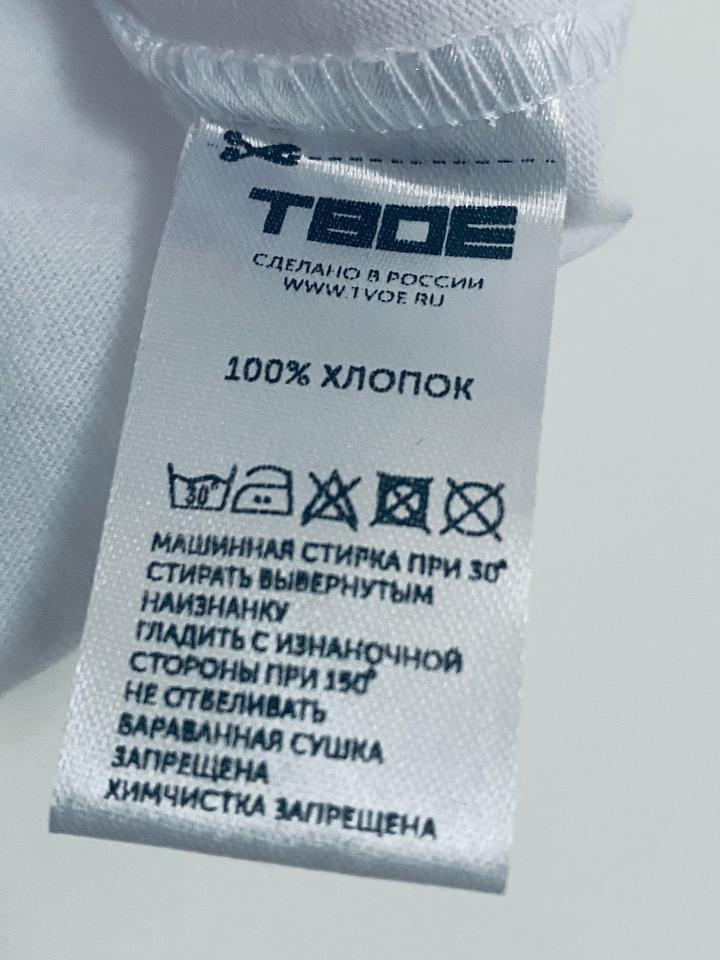 ТВОЕ
СДЕЛАНО В РОССИИ
WWW.TVOE.RU
100% ХЛОПОК
30°
МАШИННАЯ СТИРКА ПРИ 30°
СТИРАТЬ ВЫВЕРНУТЫМ
НАИЗНАНКУ
ГЛАДИТЬ С ИЗНАНОЧНОЙ
СТОРОНЫ ПРИ 150°
НЕ ОТБЕЛИВАТЬ
БАРАБАННАЯ СУШКА
ЗАПРЕЩЕНА
ХИМЧИСТКА ЗАПРЕЩЕНА